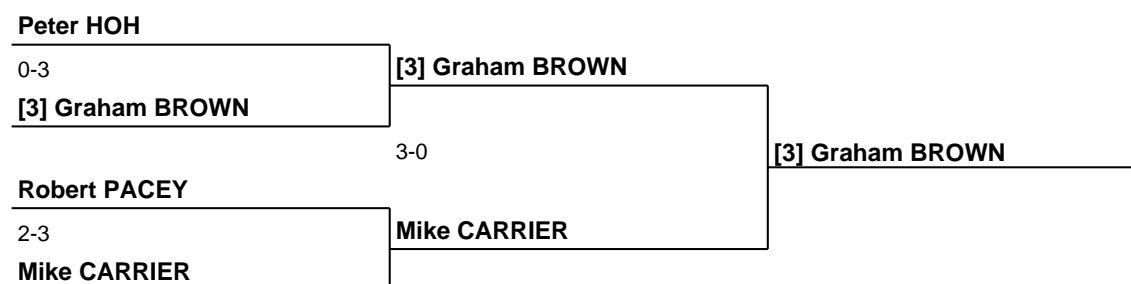 Peter HOH
0-3
[3] Graham BROWN
[3] Graham BROWN
3-0
[3] Graham BROWN
Robert PACEY
2-3
Mike CARRIER
Mike CARRIER